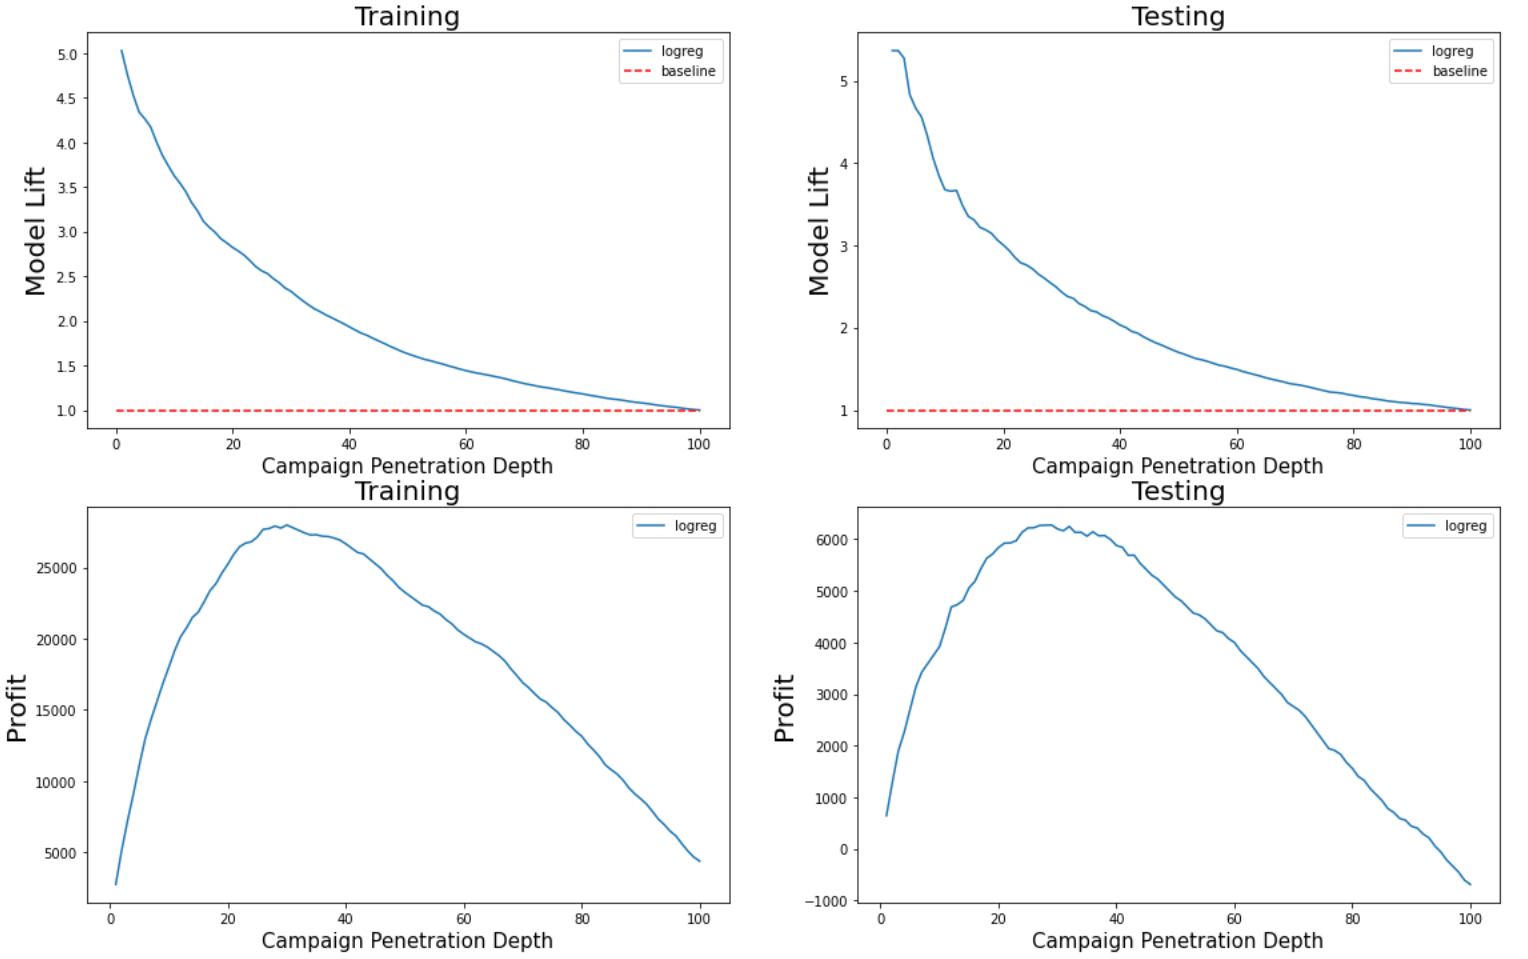 Training
5.0
4.5
4.0
3.5
3.0
2.5
2.0
1.5
1.0
Model Lift
logreg
baseline
0 20 40 60 80 100
Campaign Penetration Depth
Testing
5
4
3
2
1
Model Lift
logreg
baseline
0 20 40 60 80 100
Campaign Penetration Depth
Training
25000
20000
15000
10000
5000
Profit
logreg
0 20 40 60 80 100
Campaign Penetration Depth
Testing
6000
5000
4000
3000
2000
1000
0
−1000
Profit
logreg
0 20 40 60 80 100
Campaign Penetration Depth